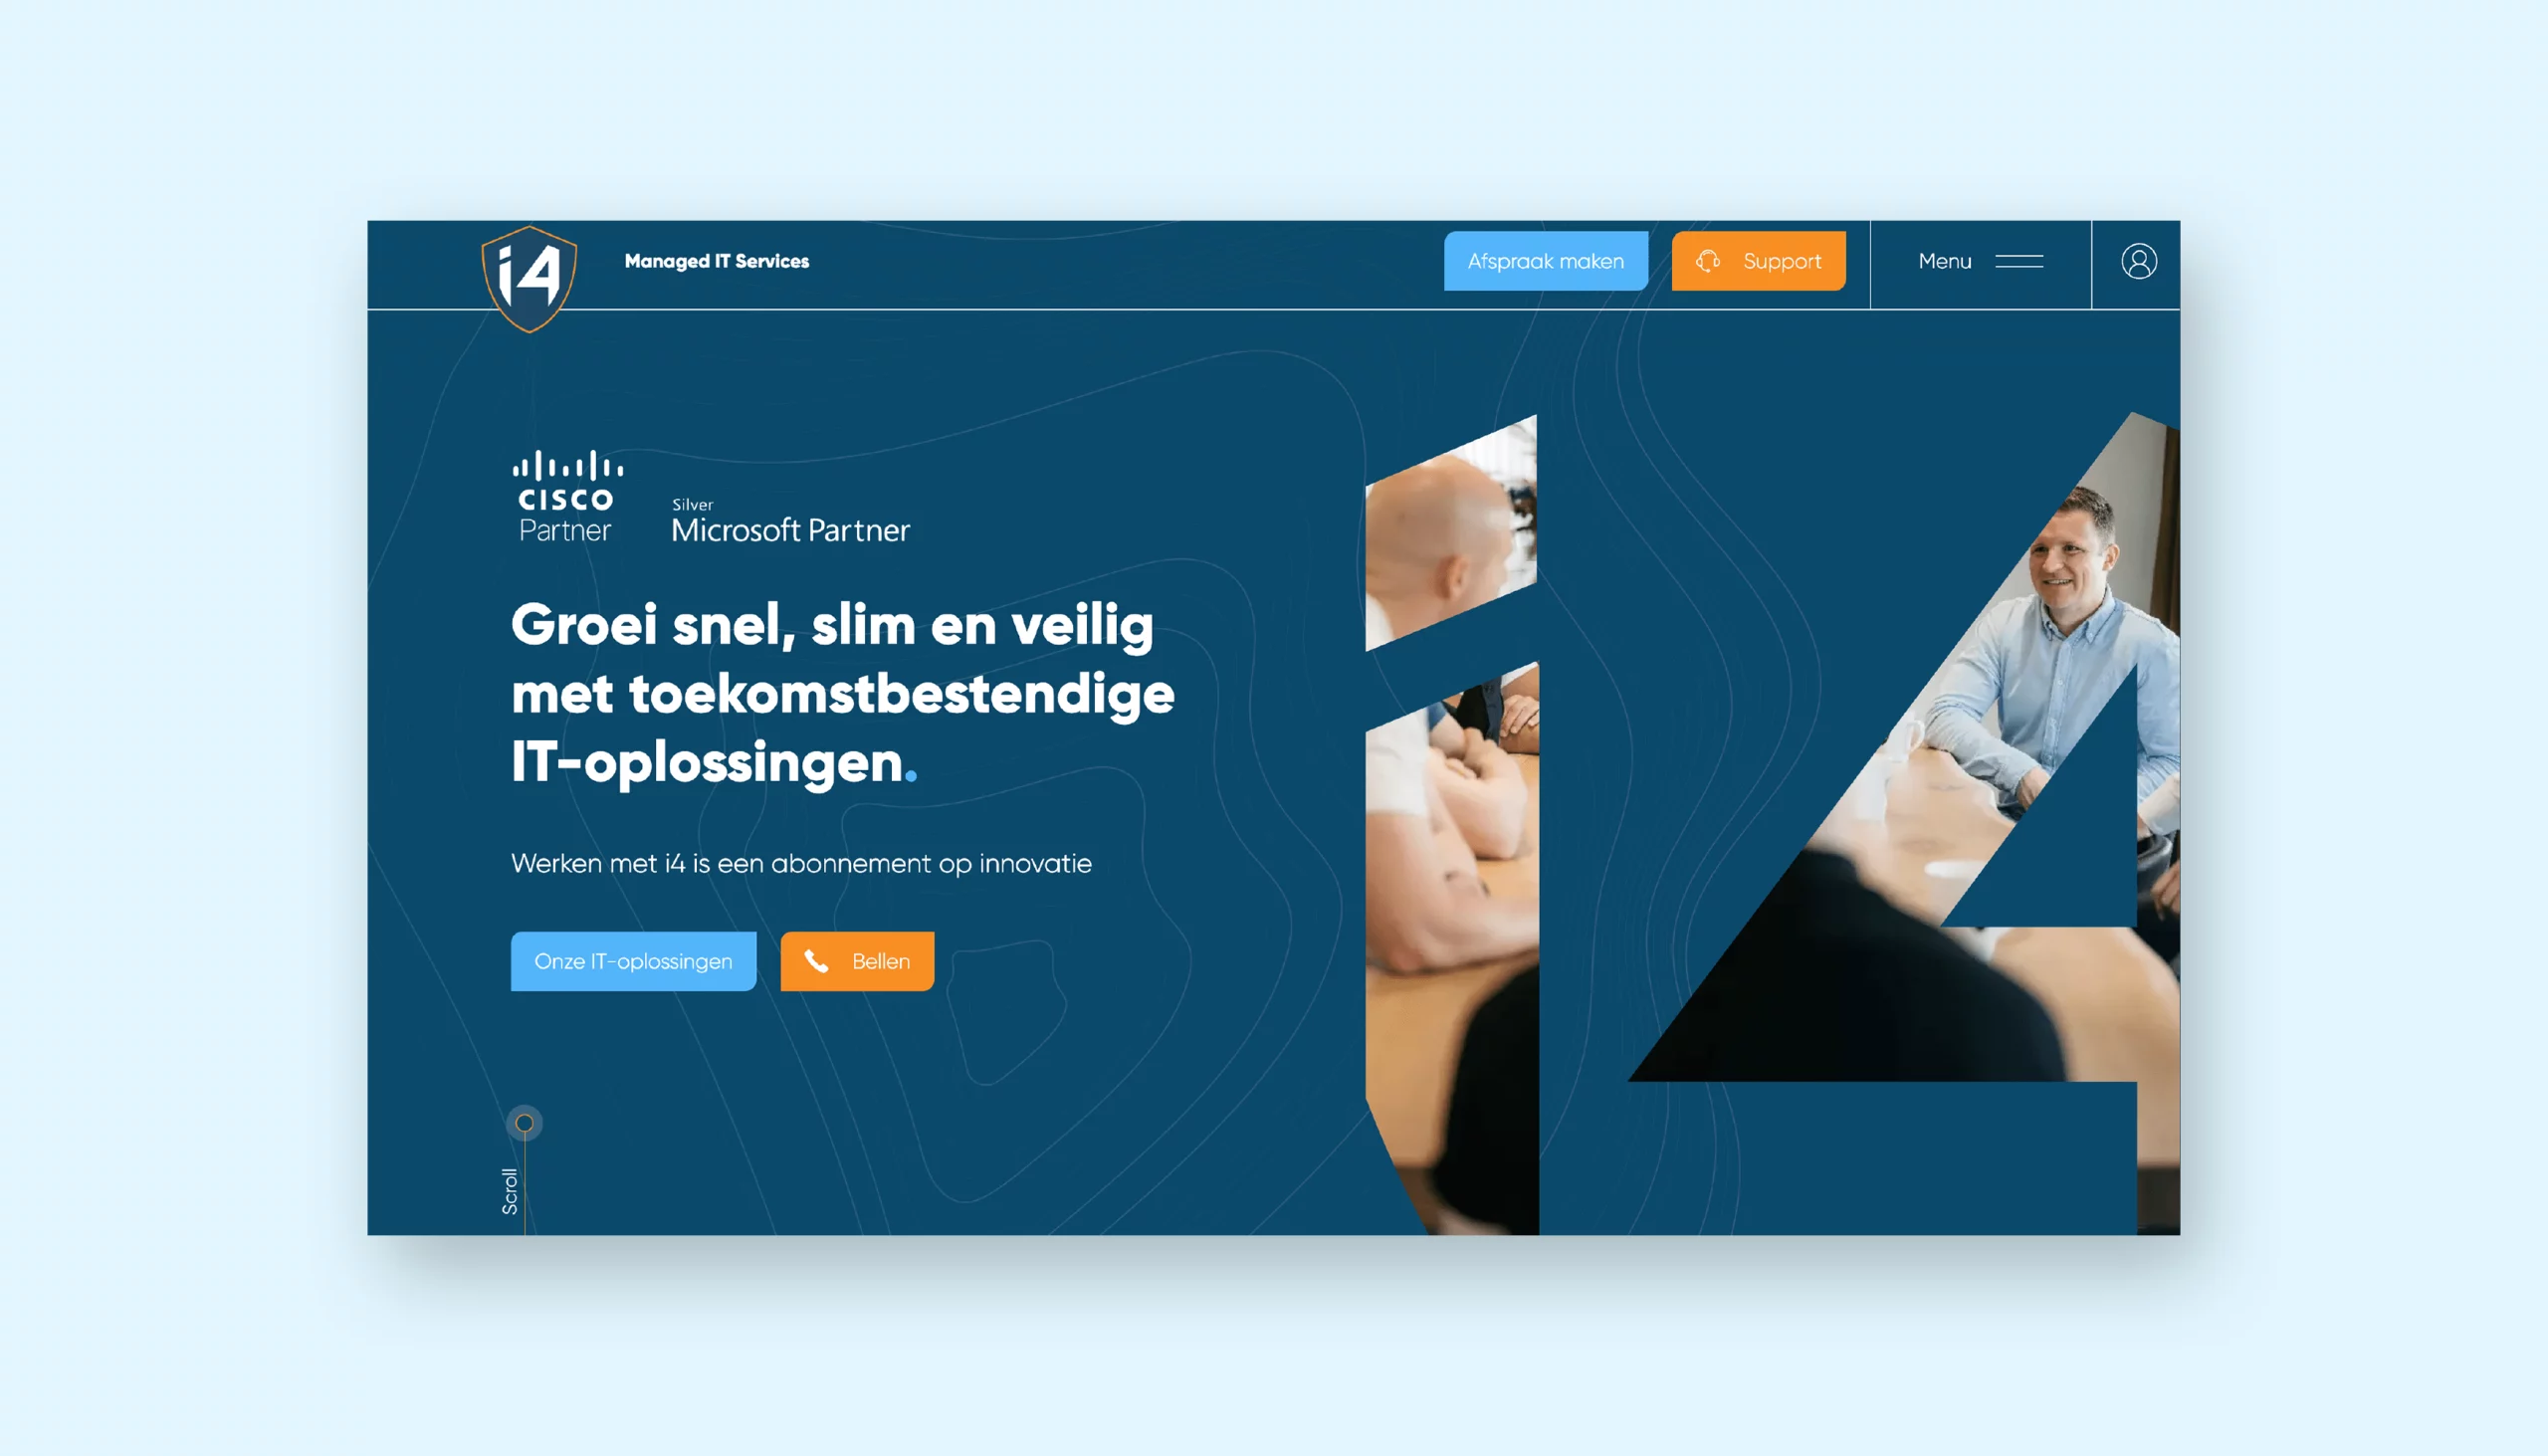 i4
Managed IT Services
Afspraak maken
Support
Menu
CISCO
Partner
Silver
Microsoft Partner
Groei snel, slim en veilig
met toekomstbestendige
IT-oplossingen.
Werken met i4 is een abonnement op innovatie
Onze IT-oplossingen
Bellen
Scroll
i4